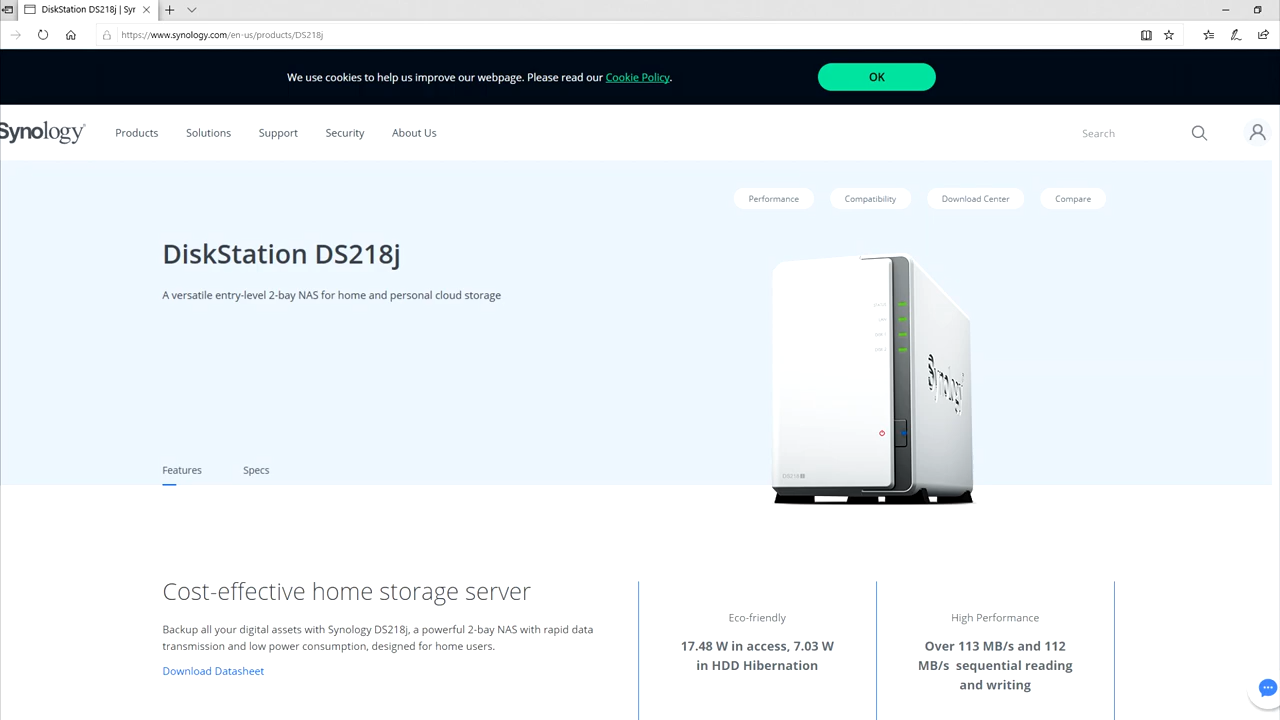 DiskStation DS218j | Syr
https://www.synology.com/en-us/products/DS218j
We use cookies to help us improve our webpage. Please read our Cookie Policy.
OK
Synology
Products
Solutions
Support
Security
About Us
Search
Performance
Compatibility
Download Center
Compare
DiskStation DS218j
A versatile entry-level 2-bay NAS for home and personal cloud storage
Synology
DS218j
Features
Specs
Cost-effective home storage server
Backup all your digital assets with Synology DS218j, a powerful 2-bay NAS with rapid data
transmission and low power consumption, designed for home users.
Download Datasheet
Eco-friendly
17.48 W in access, 7.03 W
in HDD Hibernation
High Performance
Over 113 MB/s and 112
MB/s sequential reading
and writing